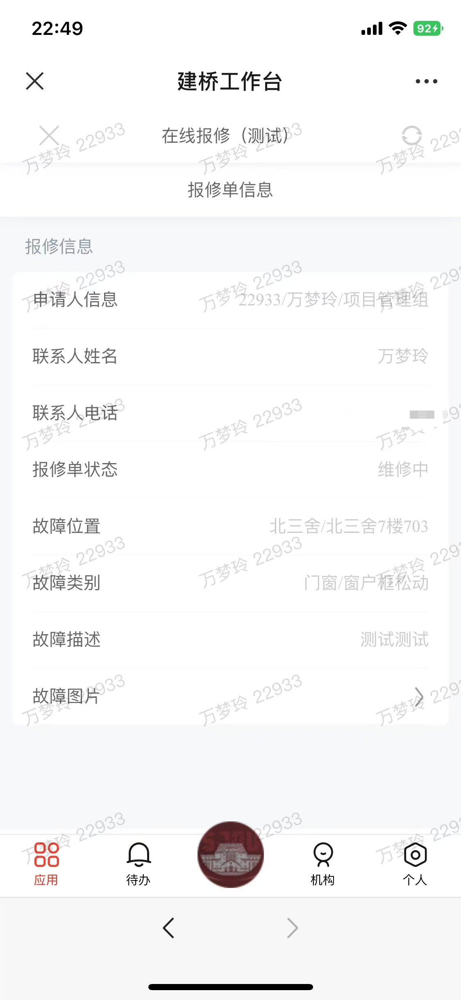 22:49
92
建桥工作台
在线报修（测试）
报修单信息
报修信息
申请人信息 22933/万梦玲/项目管理组
联系人姓名 万梦玲
联系人电话
报修单状态 维修中
故障位置 北三舍/北三舍7楼703
故障类别 门窗/窗户框松动
故障描述 测试测试
故障图片
万梦玲 22933
应用 待办 机构 个人